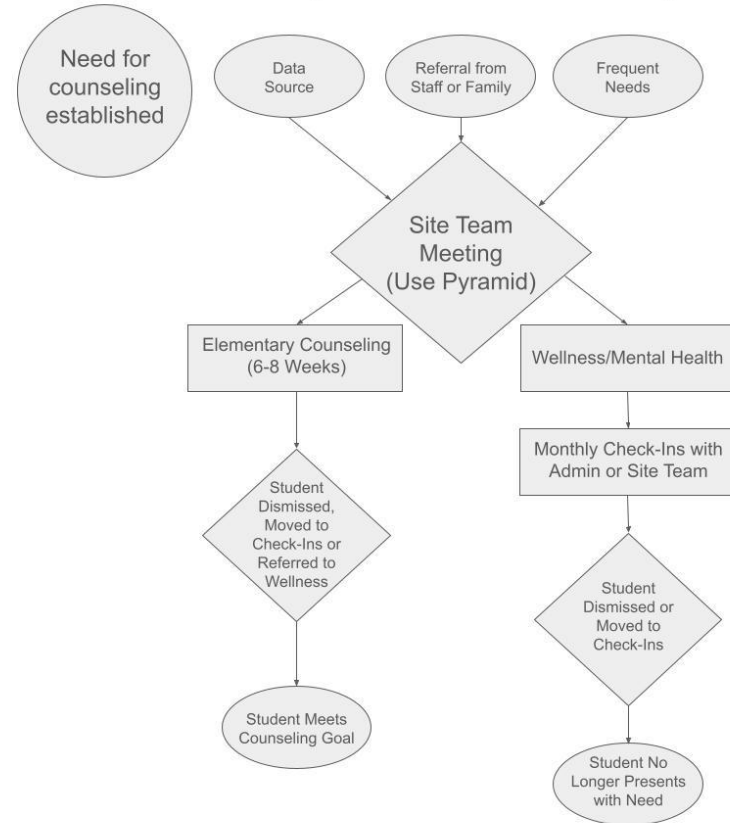 Need for
counseling
established
Data
Source
Referral from
Staff or Family
Frequent
Needs
Site Team
Meeting
(Use Pyramid)
Elementary Counseling
(6-8 Weeks)
Wellness/Mental Health
Monthly Check-Ins with
Admin or Site Team
Student
Dismissed,
Moved to
Check-Ins or
Referred to
Wellness
Student
Dismissed or
Moved to
Check-Ins
Student Meets
Counseling Goal
Student No
Longer Presents
with Need